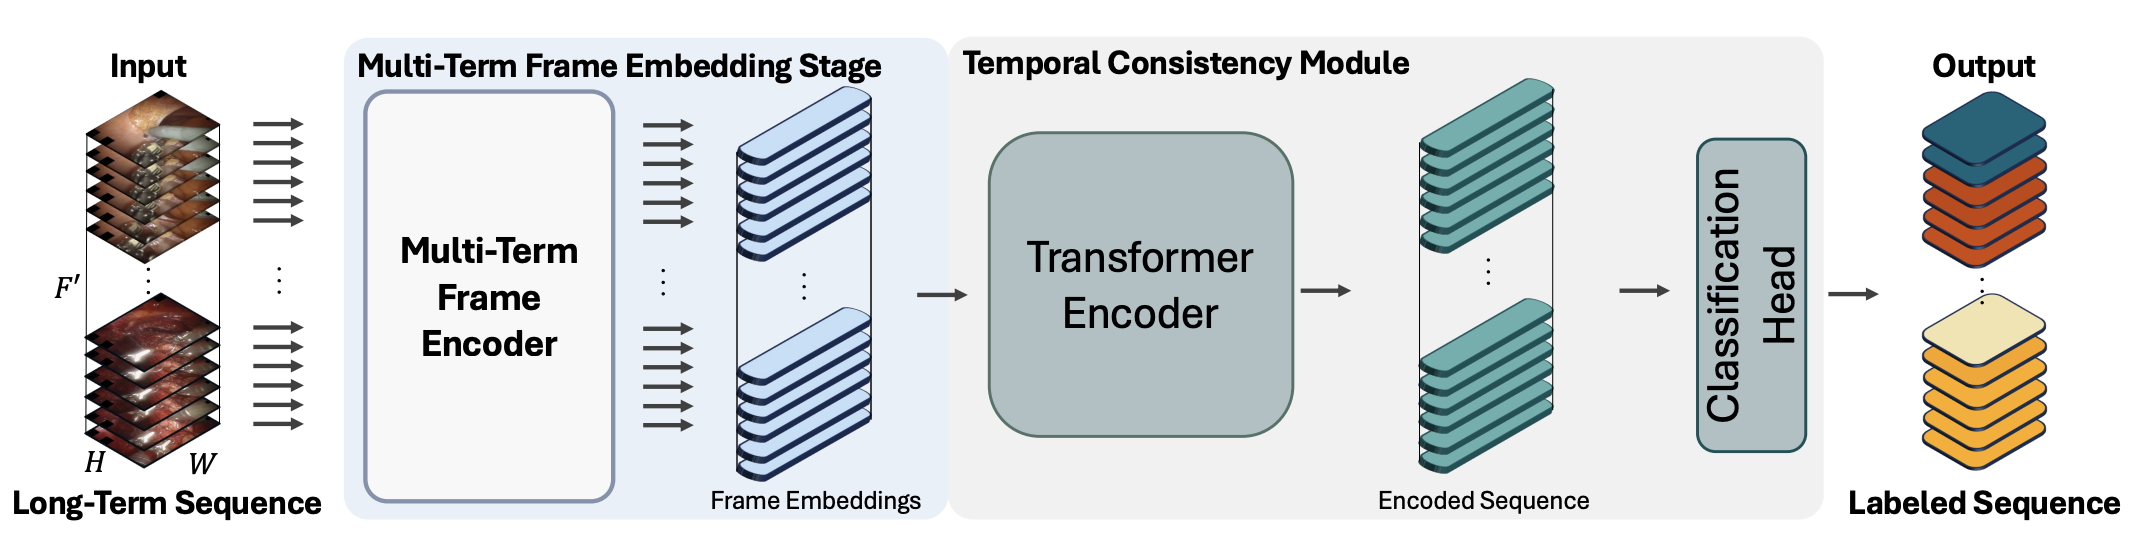 Input
Multi-Term Frame Embedding Stage
Temporal Consistency Module
Output
Multi-Term
Frame
Encoder
Transformer
Encoder
Classification
Head
F′
H
W
Long-Term Sequence
Frame Embeddings
Encoded Sequence
Labeled Sequence